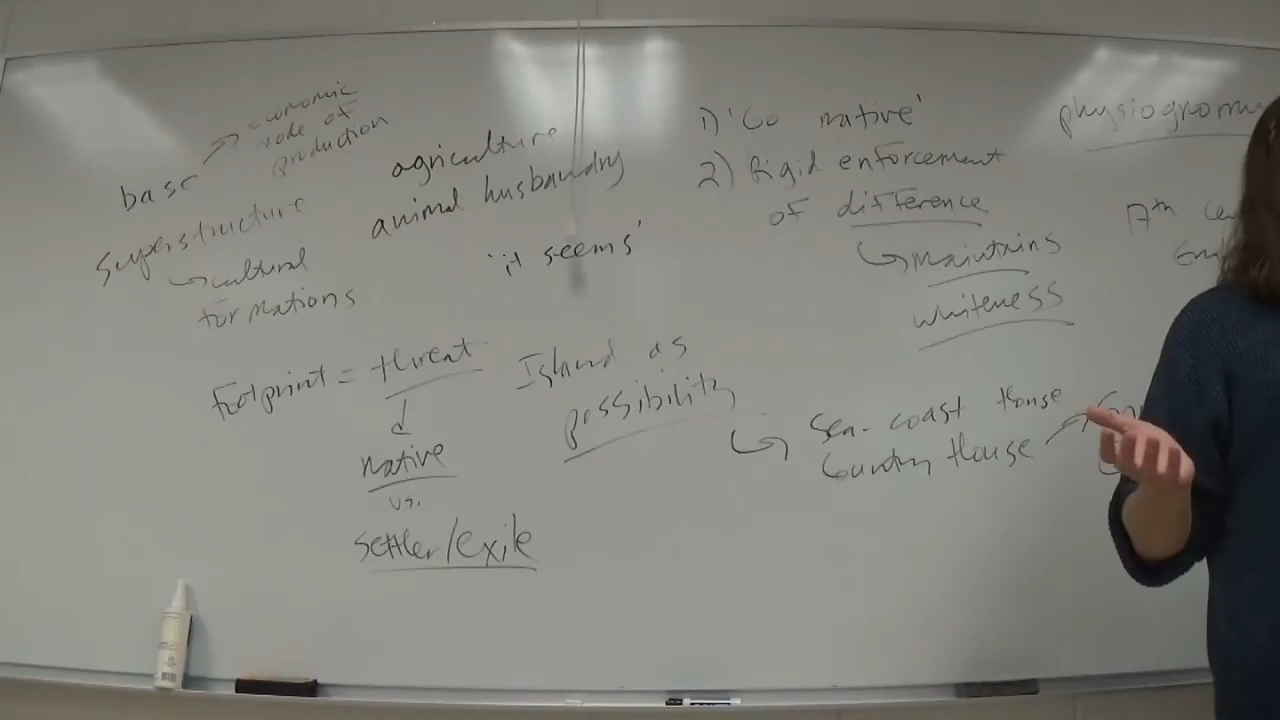 base → economic
mode of
production
superstructure
↳ cultural
formations
agriculture
animal husbandry
'it seems'
Footprint = threat
↓
native
vs.
settler/exile
Island as
possibility
↳ Sea-coast House
Country House →
1) 'Go native'
2) Rigid enforcement
of difference
↳ maintains
whiteness
physiognomy
17th